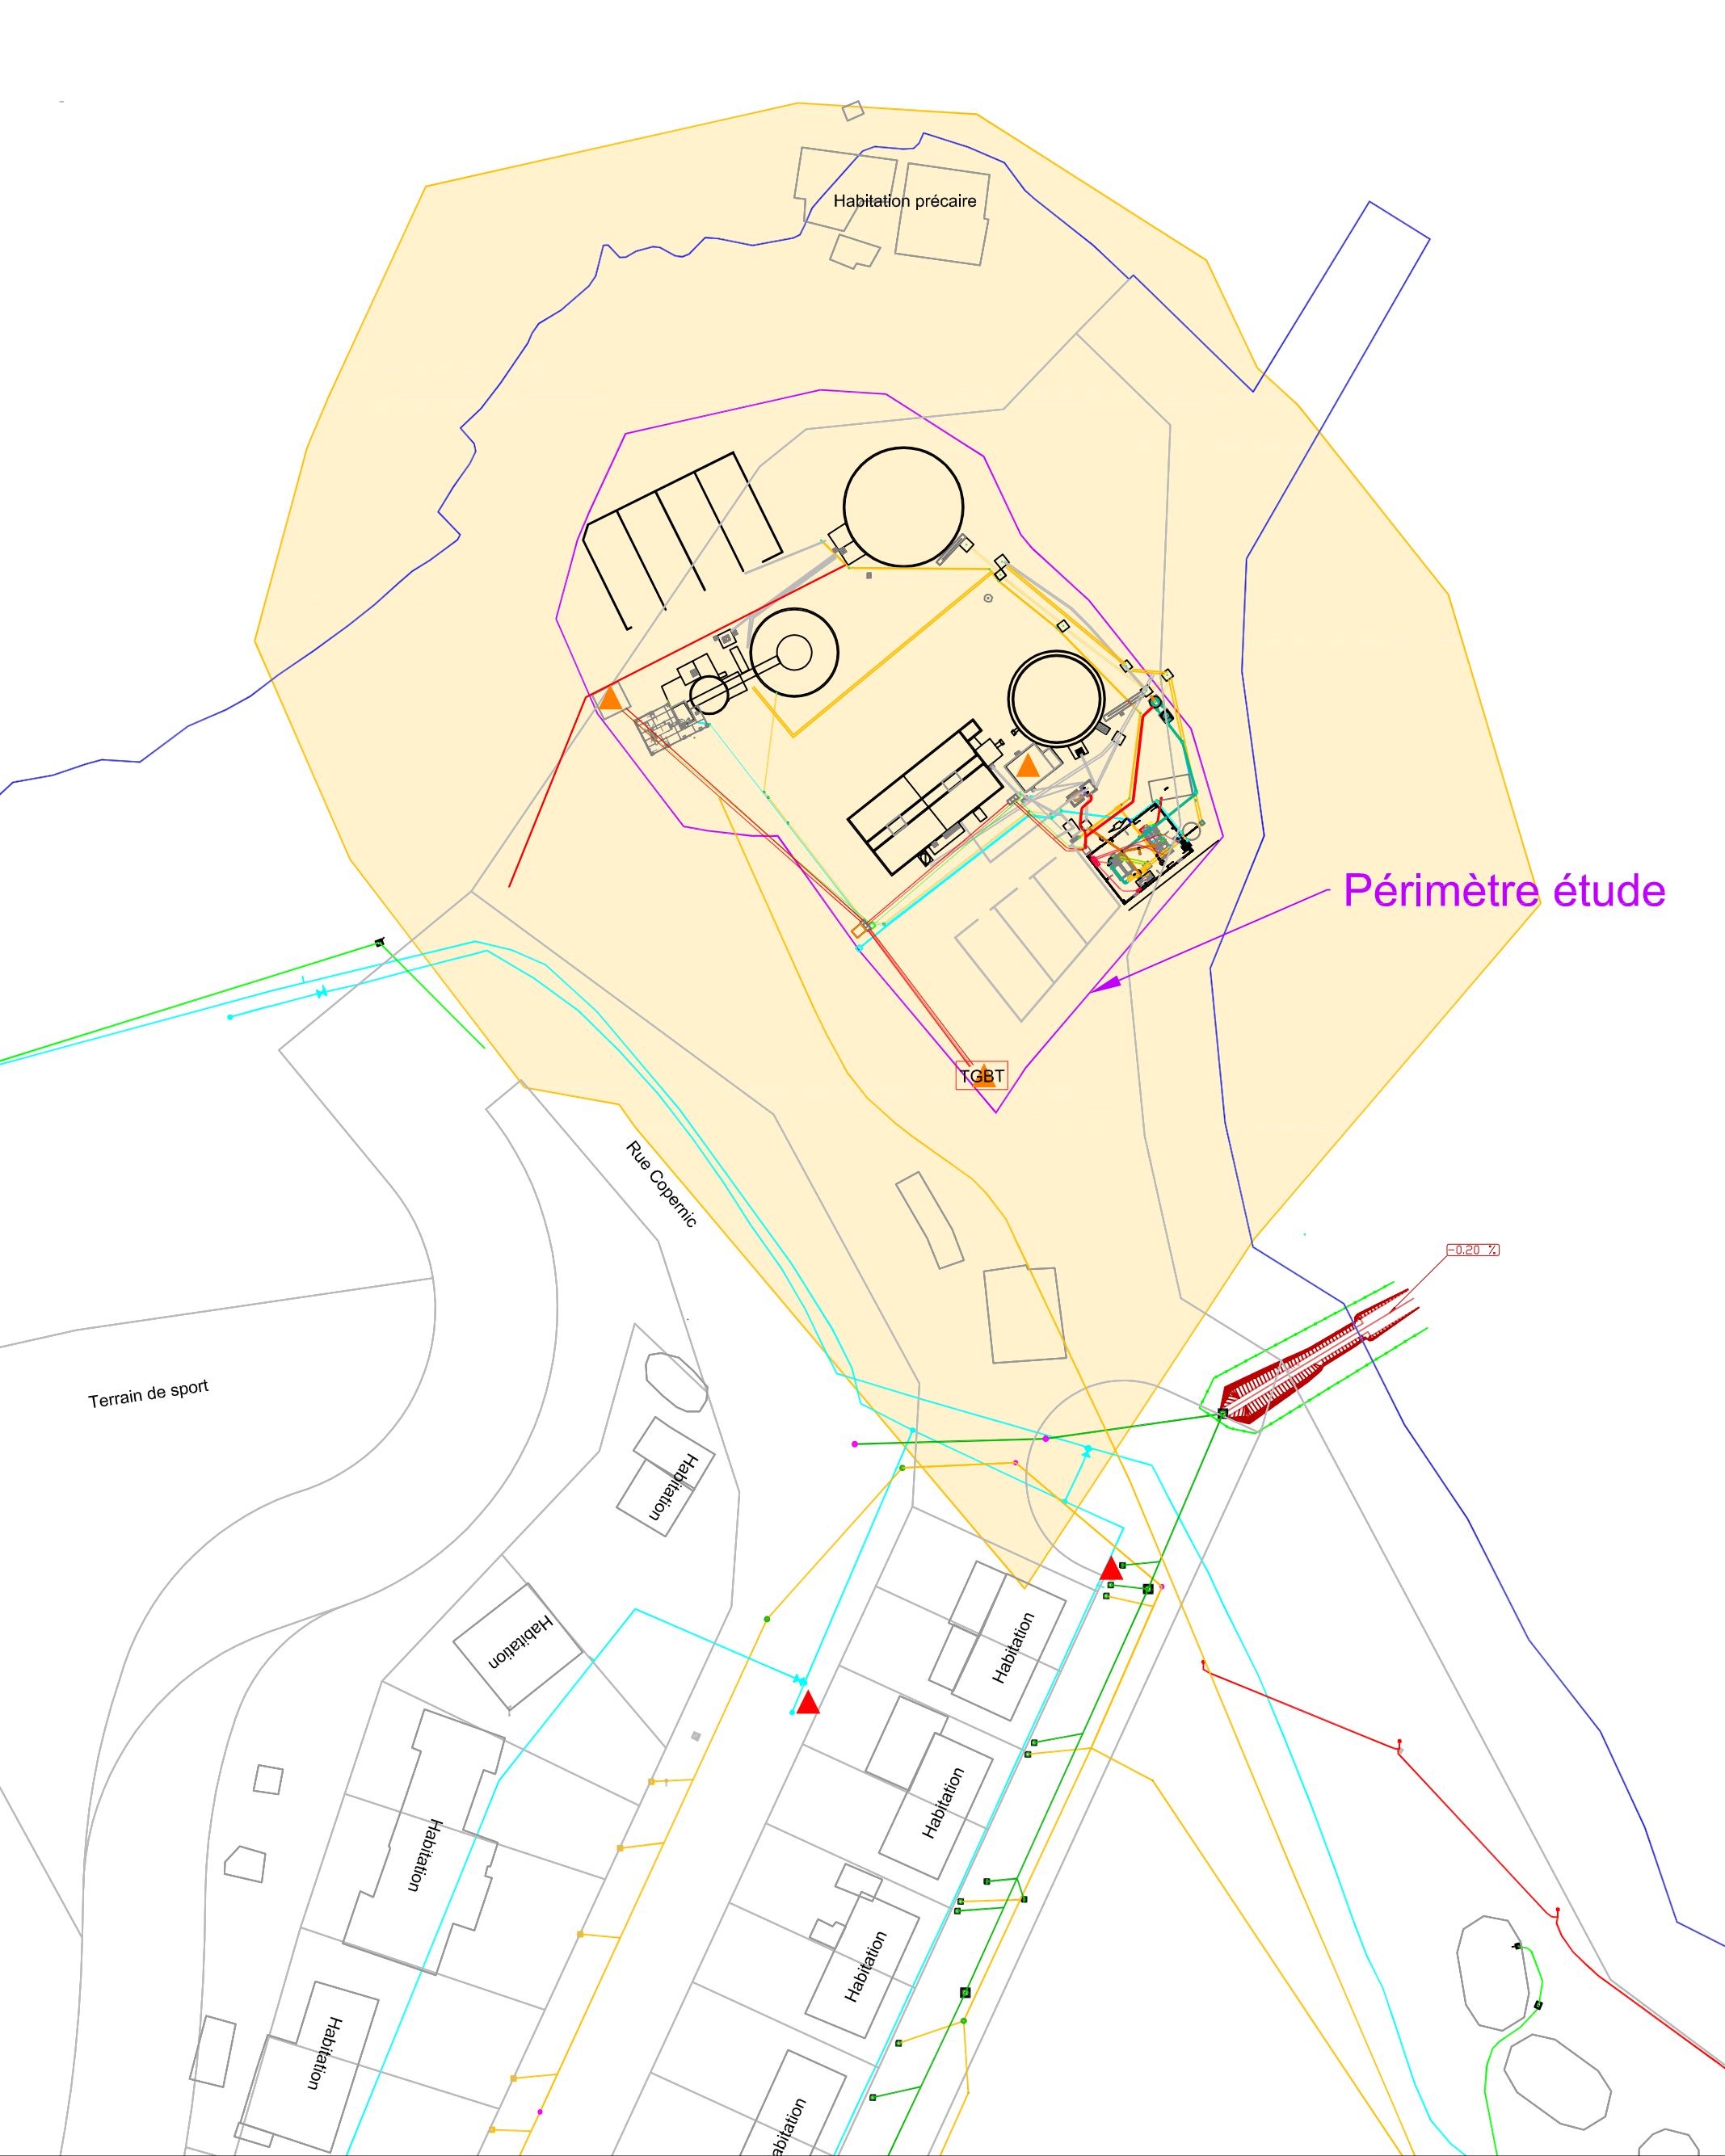 Habitation précaire
Périmètre étude
TGBT
Rue Copernic
-0.20 %
Terrain de sport
Habitation
Habitation
Habitation
Habitation
Habitation
Habitation
Habitation
abitation